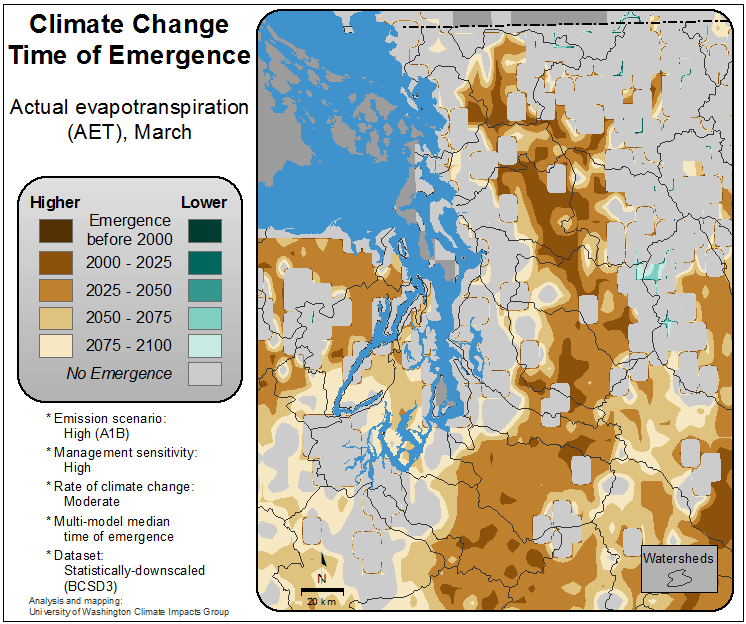 Climate Change
Time of Emergence
Actual evapotranspiration
(AET), March
Higher
Lower
Emergence
before 2000
2000 - 2025
2025 - 2050
2050 - 2075
2075 - 2100
No Emergence
* Emission scenario:
High (A1B)
* Management sensitivity:
High
* Rate of climate change:
Moderate
* Multi-model median
time of emergence
* Dataset:
Statistically-downscaled
(BCSD3)
Analysis and mapping:
University of Washington Climate Impacts Group
N
20 km
Watersheds